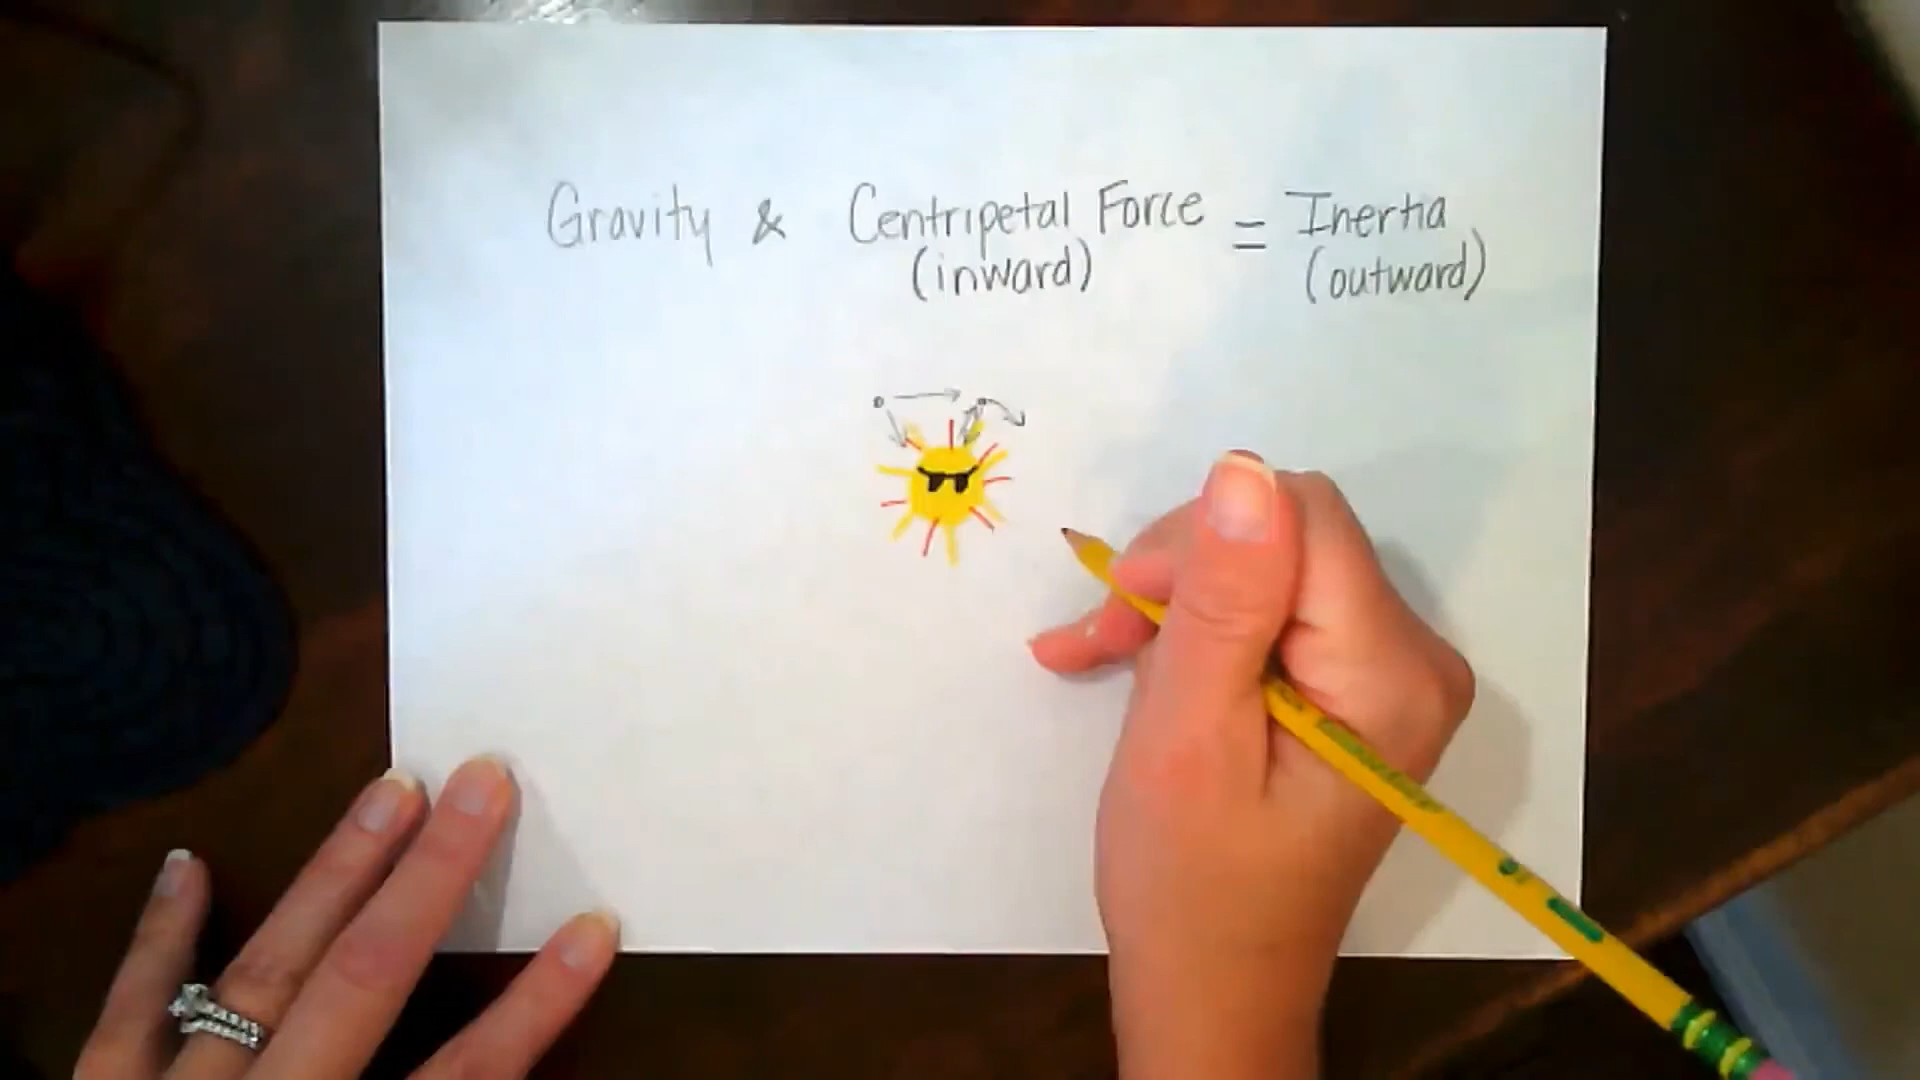 Gravity & Centripetal Force = Inertia
(inward) (outward)